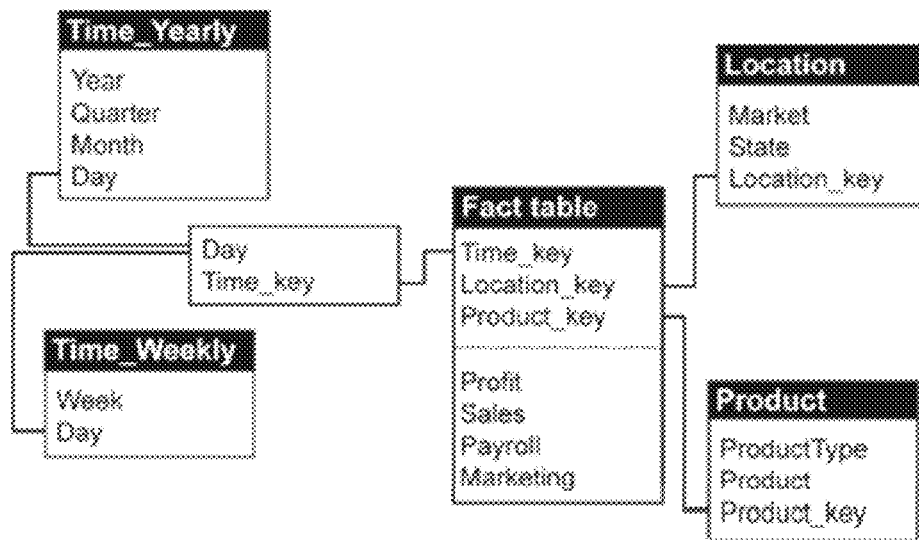 Time_Yearly
Year
Quarter
Month
Day
Day
Time_key
Time_Weekly
Week
Day
Fact table
Time_key
Location_key
Product_key
Profit
Sales
Payroll
Marketing
Location
Market
State
Location_key
Product
ProductType
Product
Product_key